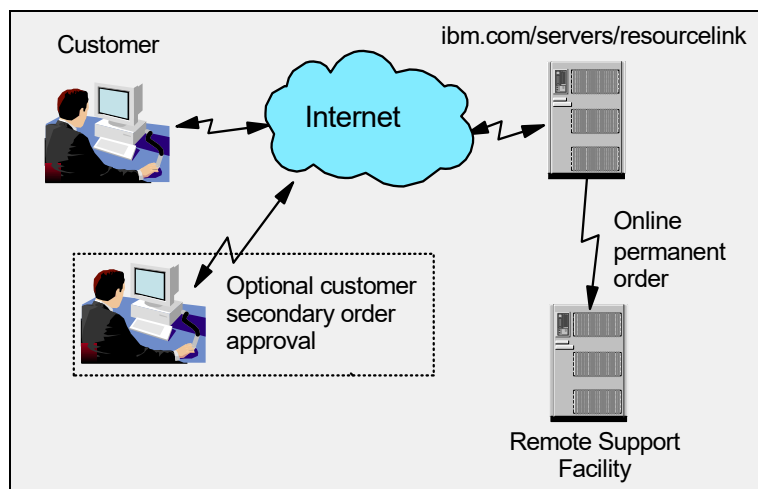 Customer
ibm.com/servers/resourcelink
Internet
Online
permanent
order
Optional customer
secondary order
approval
Remote Support
Facility